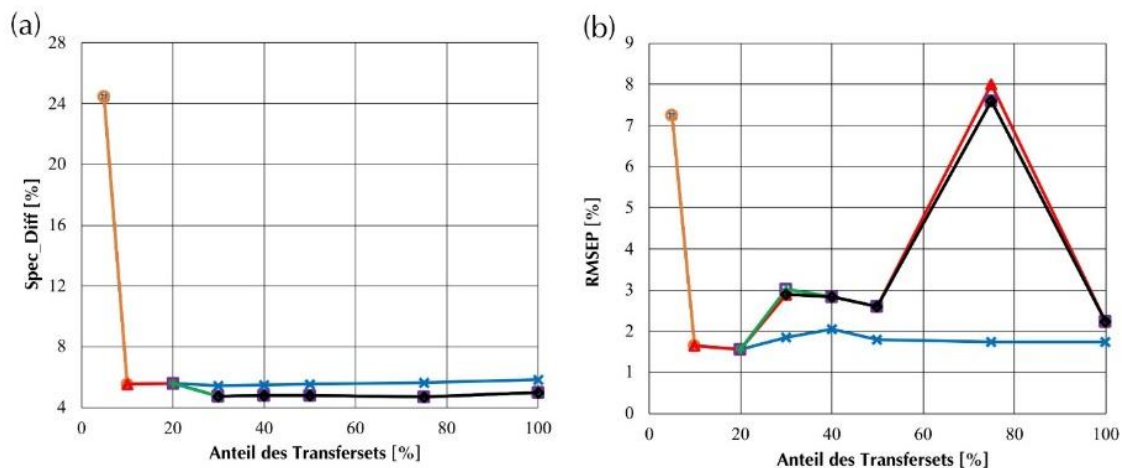 (a)
28
24
20
16
12
8
4
Spec_Diff [%]
0 20 40 60 80 100
Anteil des Transfersets [%]
(b)
9
8
7
6
5
4
3
2
1
0
RMSEP [%]
0 20 40 60 80 100
Anteil des Transfersets [%]